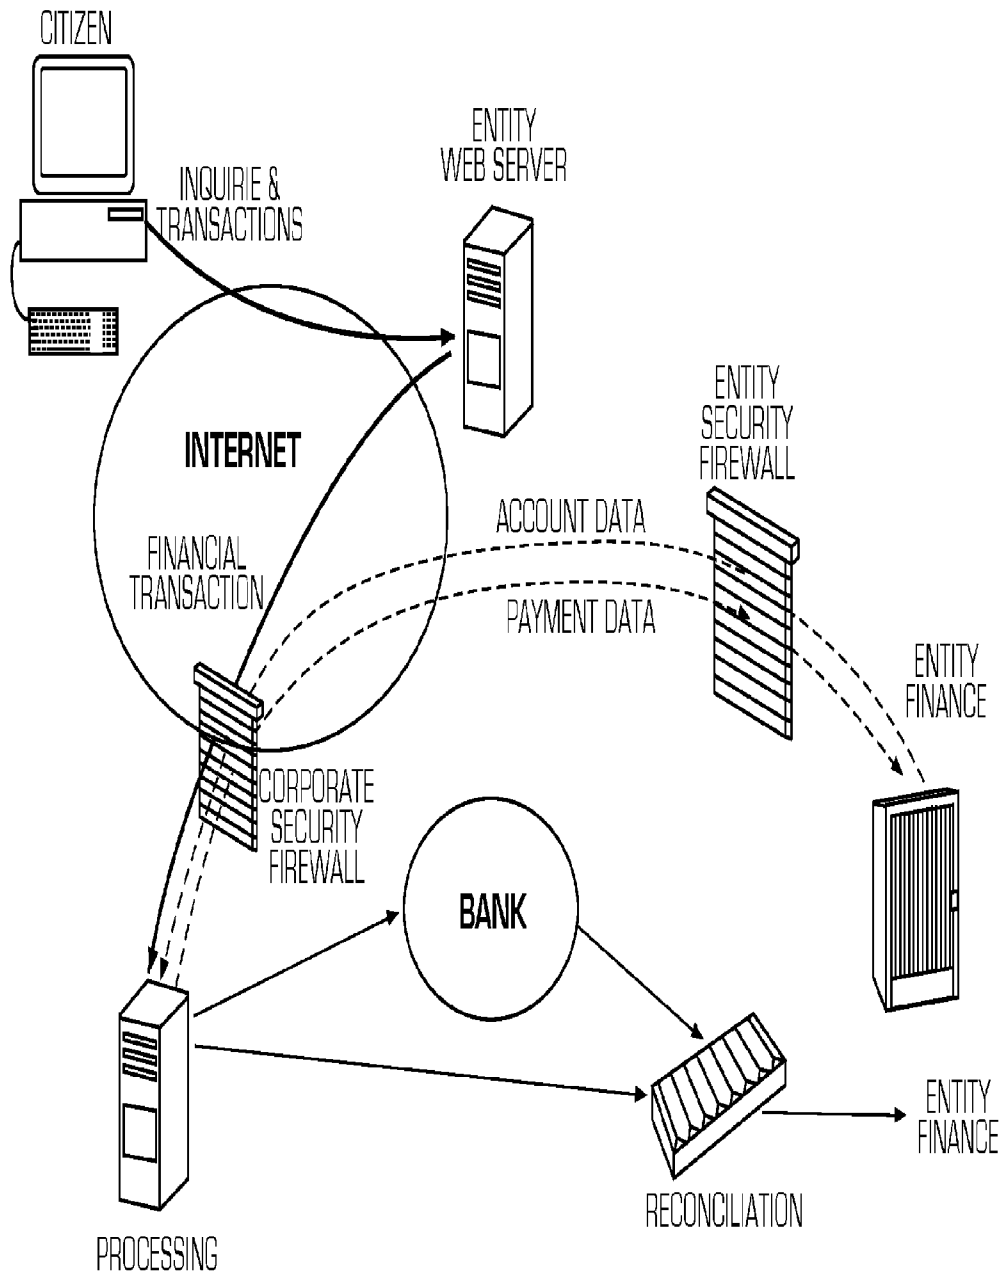 CITIZEN
ENTITY
WEB SERVER
INQUIRIE &
TRANSACTIONS
ENTITY
SECURITY
FIREWALL
INTERNET
ACCOUNT DATA
FINANCIAL
TRANSACTION
PAYMENT DATA
ENTITY
FINANCE
CORPORATE
SECURITY
FIREWALL
BANK
ENTITY
FINANCE
RECONCILIATION
PROCESSING